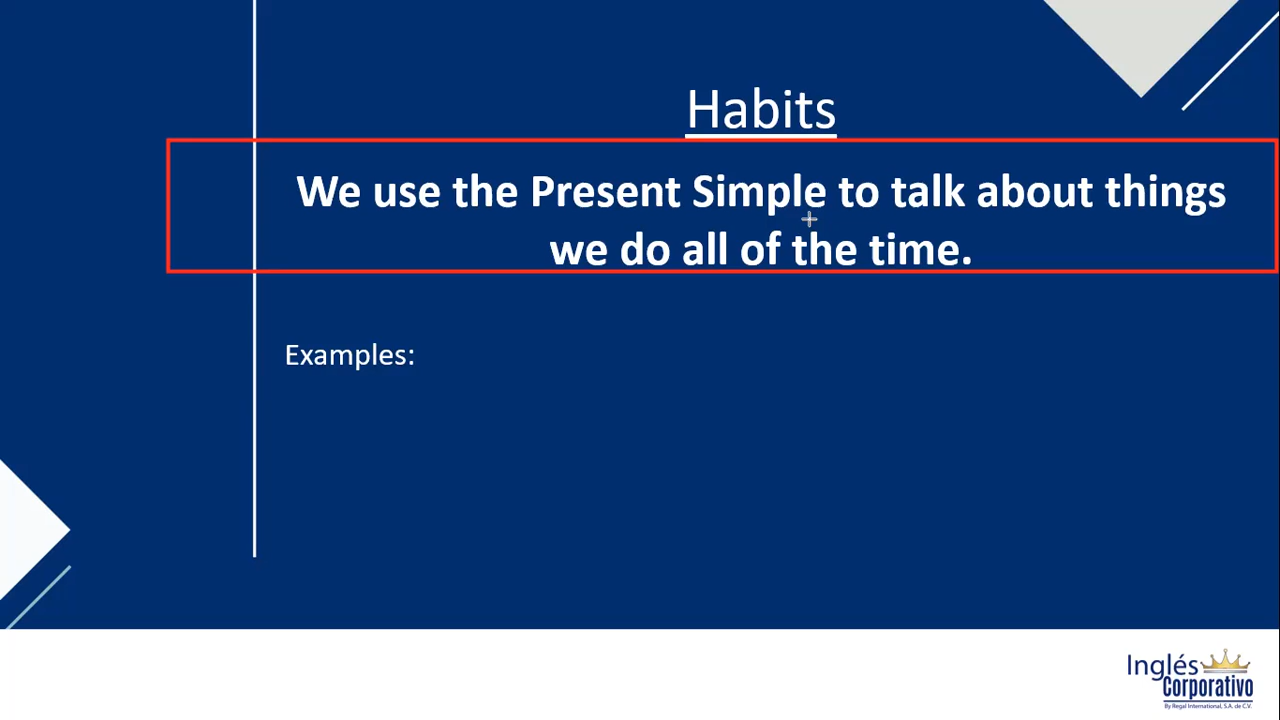 Habits
We use the Present Simple to talk about things
we do all of the time.
Examples:
Inglés
Corporativo
By Regal International, S.A. de C.V.